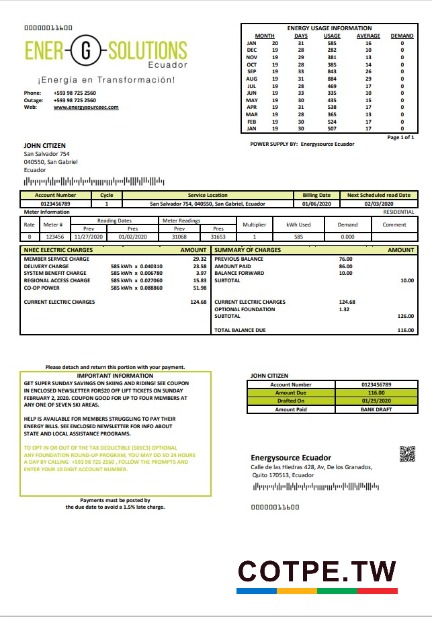 00000011600
ENER G SOLUTIONS
Ecuador
¡Energía en Transformación!
Phone: +593 98 725 2560
Outage: +593 98 725 2560
Web: www.energysourceec.com
ENERGY USAGE INFORMATION
MONTH DAYS USAGE AVERAGE DEMAND
JAN 20 31 585 16 0
DEC 19 28 282 10 0
NOV 19 29 381 13 0
OCT 19 28 385 14 0
SEP 19 33 843 26 0
AUG 19 31 884 29 0
JUL 19 28 469 17 0
JUN 19 33 335 10 0
MAY 19 30 435 15 0
APR 19 31 538 17 0
MAR 19 28 365 13 0
FEB 19 30 524 17 0
JAN 19 30 507 17 0
Page 1 of 1
POWER SUPPLY BY: Energysource Ecuador
JOHN CITIZEN
San Salvador 754
040550, San Gabriel
Ecuador
Account Number Cycle Service Location Billing Date Next Scheduled read Date
0123456789 1 San Salvador 754, 040550, San Gabriel, Ecuador 01/06/2020 02/03/2020
Meter Information RESIDENTIAL
Rate Meter # Reading Dates Meter Readings Multiplier kWh Used Demand Comment
Prev Prev Prev Prev
B 123456 11/27/2020 01/02/2020 31068 31653 1 585 0.000
NHEC ELECTRIC CHARGES AMOUNT SUMMARY OF CHARGES AMOUNT
MEMBER SERVICE CHARGE 29.32 PREVIOUS BALANCE 76.00
DELIVERY CHARGE 585 kWh x 0.040310 23.58 AMOUNT PAID 86.00
SYSTEM BENEFIT CHARGE 585 kWh x 0.006780 3.97 BALANCE FORWARD 10.00
REGIONAL ACCESS CHARGE 585 kWh x 0.027060 15.83 SUBTOTAL 10.00
CO-OP POWER 585 kWh x 0.088860 51.98
CURRENT ELECTRIC CHARGES 124.68 CURRENT ELECTRIC CHARGES 124.68
OPTIONAL FOUNDATION 1.32
SUBTOTAL 126.00
TOTAL BALANCE DUE 116.00
Please detach and return this portion with your payment.
IMPORTANT INFORMATION
GET SUPER SUNDAY SAVINGS ON SKIING AND RIDING! SEE COUPON
IN ENCLOSED NEWSLETTER FOR$20 OFF LIFT TICKETS ON SUNDAY
FEBRUARY 2, 2020. COUPON GOOD FOR UP TO FOUR MEMBERS AT
ANY ONE OF SEVEN SKI AREAS.
HELP IS AVAILABLE FOR MEMBERS STRUGGLING TO PAY THEIR
ENERGY BILLS. SEE ENCLOSED NEWSLETTER FOR INFO ABOUT
STATE AND LOCAL ASSISTANCE PROGRAMS.
TO OPT IN OR OUT OF THE TAX DEDUCTIBLE (501C3) OPTIONAL
ANY FOUNDATION ROUND-UP PROGRAM, YOU MAY DO SO 24 HOURS
A DAY BY CALLING +593 98 725 2560 , FOLLOW THE PROMPTS AND
ENTER YOUR 10 DIGIT ACCOUNT NUMBER.
Payments must be posted by
the due date to avoid a 1.5% late charge.
JOHN CITIZEN
Account Number 0123456789
Amount Due 116.00
Drafted On 01/29/2020
Amount Paid BANK DRAFT
Energysource Ecuador
Calle de las Hiedras 428, Av, De los Granados,
Quito 170513, Ecuador
00000011600
COTPE.TW